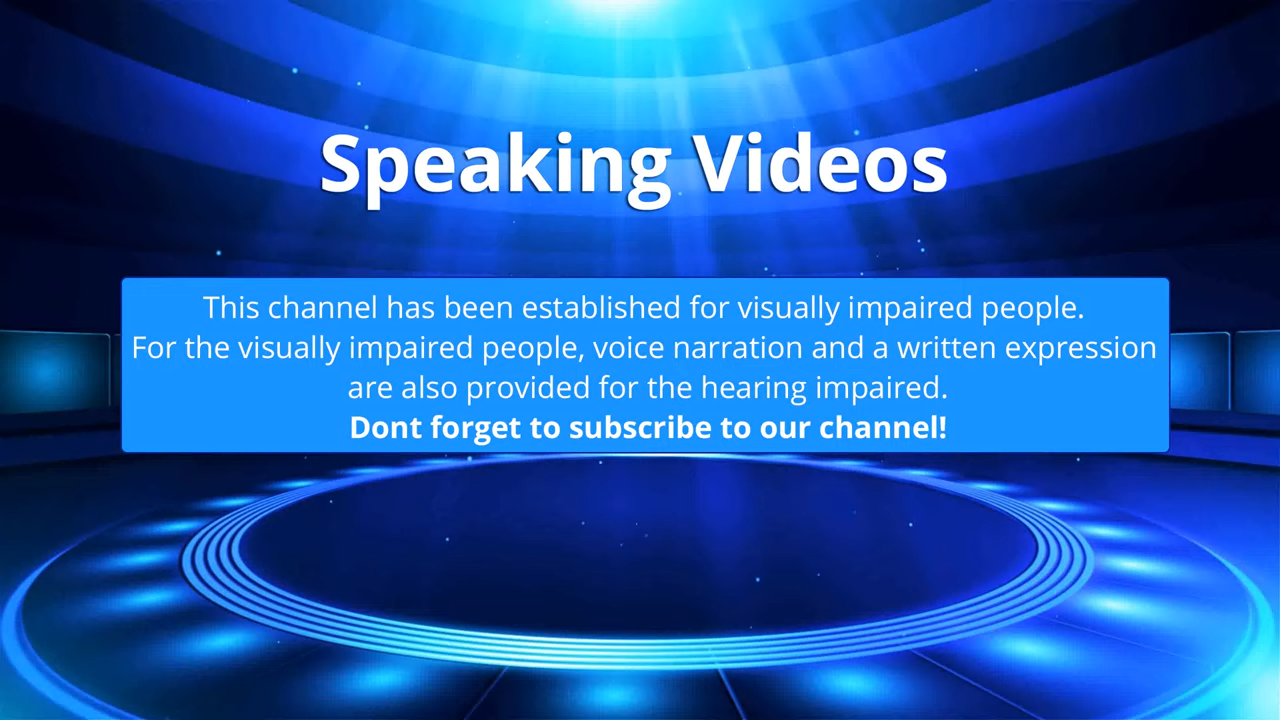 Speaking Videos
This channel has been established for visually impaired people.
For the visually impaired people, voice narration and a written expression
are also provided for the hearing impaired.
Dont forget to subscribe to our channel!